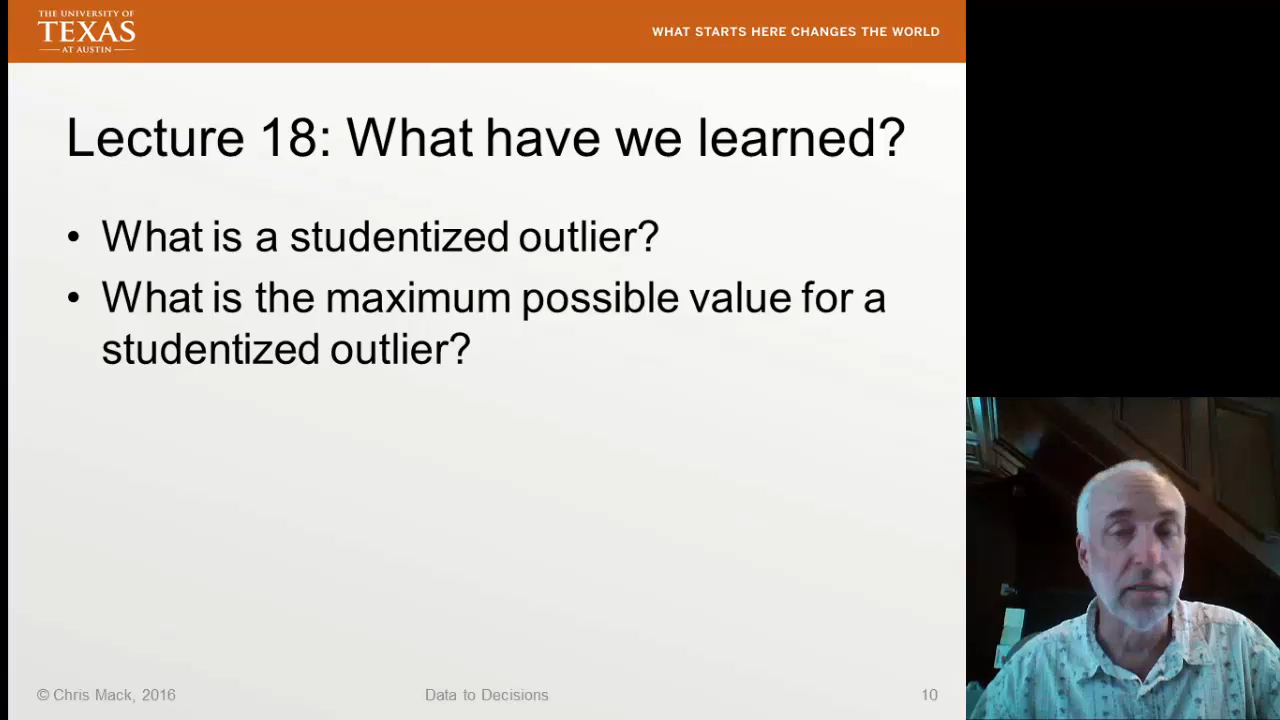 THE UNIVERSITY OF
TEXAS
AT AUSTIN
WHAT STARTS HERE CHANGES THE WORLD
Lecture 18: What have we learned?
• What is a studentized outlier?
• What is the maximum possible value for a
studentized outlier?
© Chris Mack, 2016
Data to Decisions
10